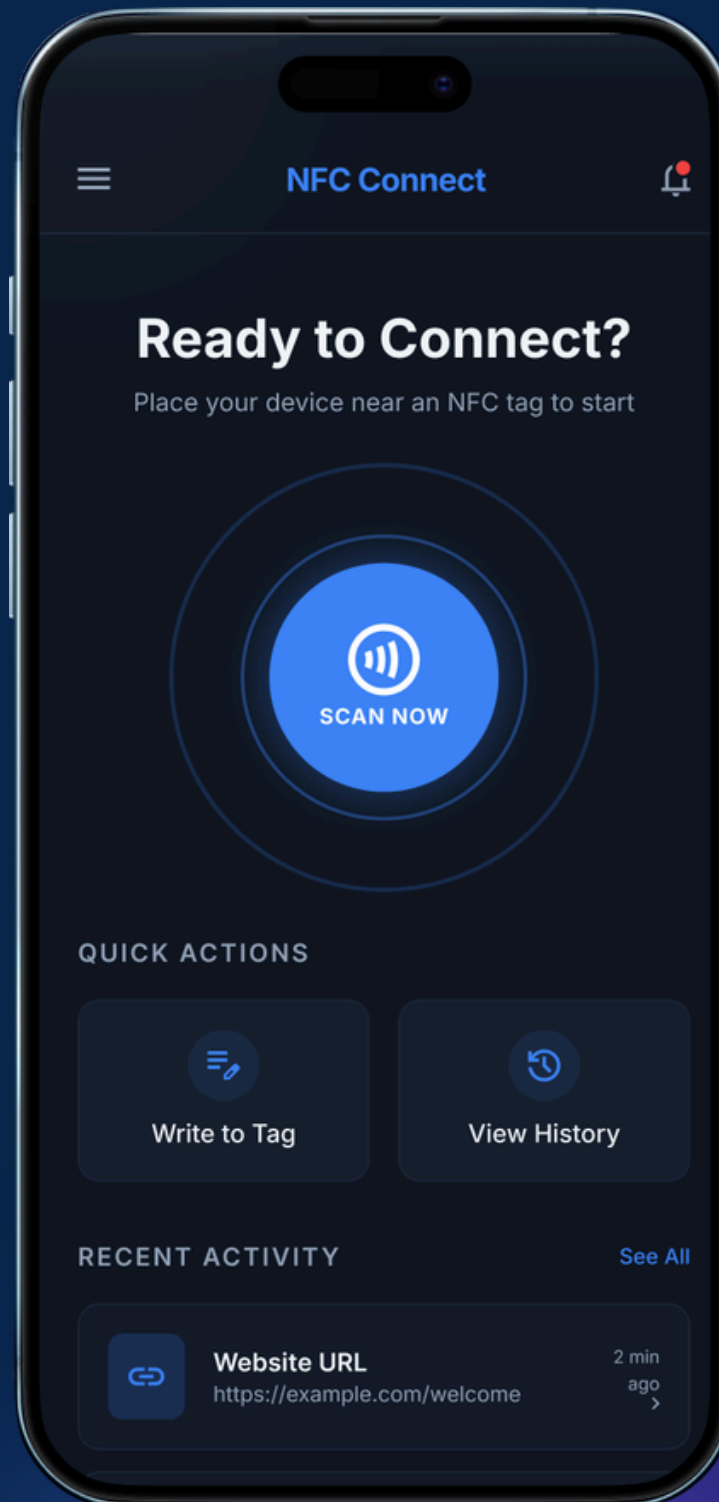 NFC Connect
Ready to Connect?
Place your device near an NFC tag to start
SCAN NOW
QUICK ACTIONS
Write to Tag
View History
RECENT ACTIVITY
See All
Website URL
https://example.com/welcome
2 min
ago